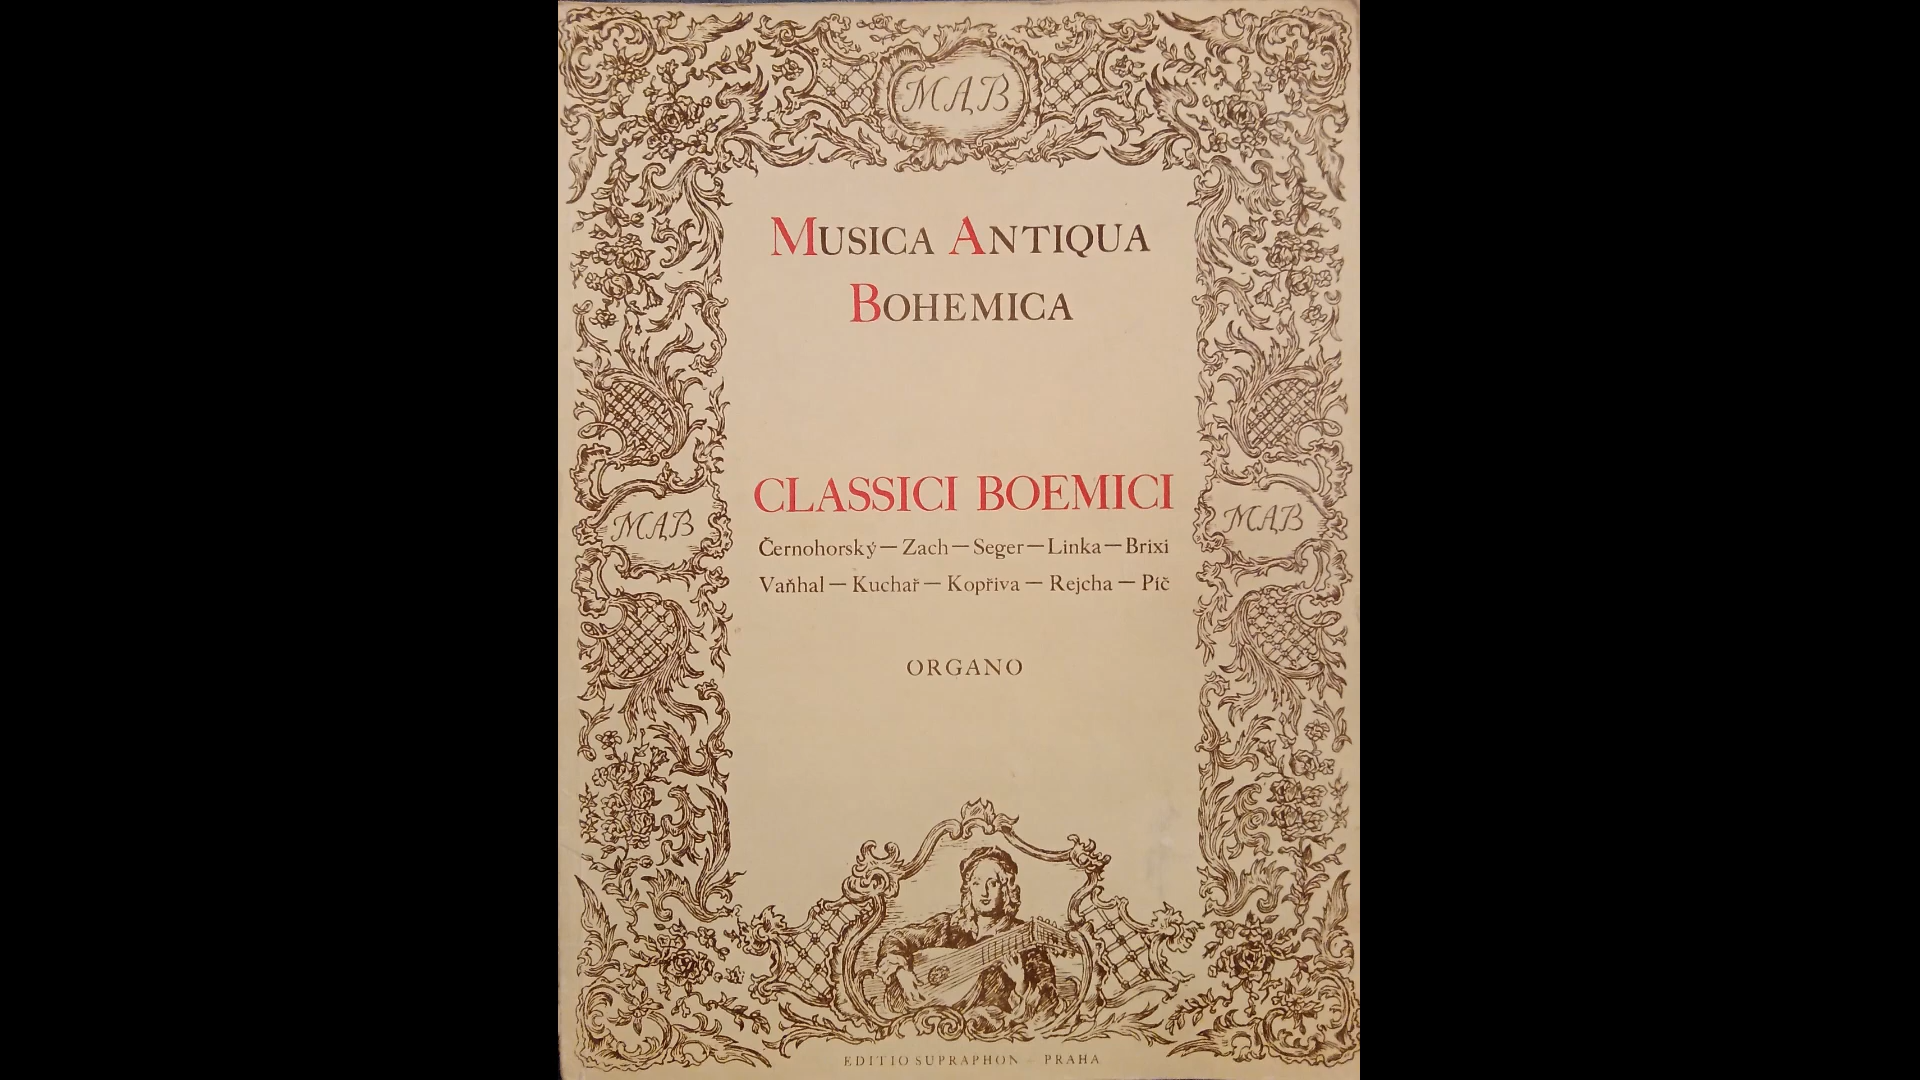 MAB
MUSICA ANTIQUA
BOHEMICA
CLASSICI BOEMICI
Černohorský — Zach — Seger — Linka — Brixi
Vaňhal — Kuchař — Kopřiva — Rejcha — Píč
MAB
MAB
ORGANO
EDITIO SUPRAPHON – PRAHA